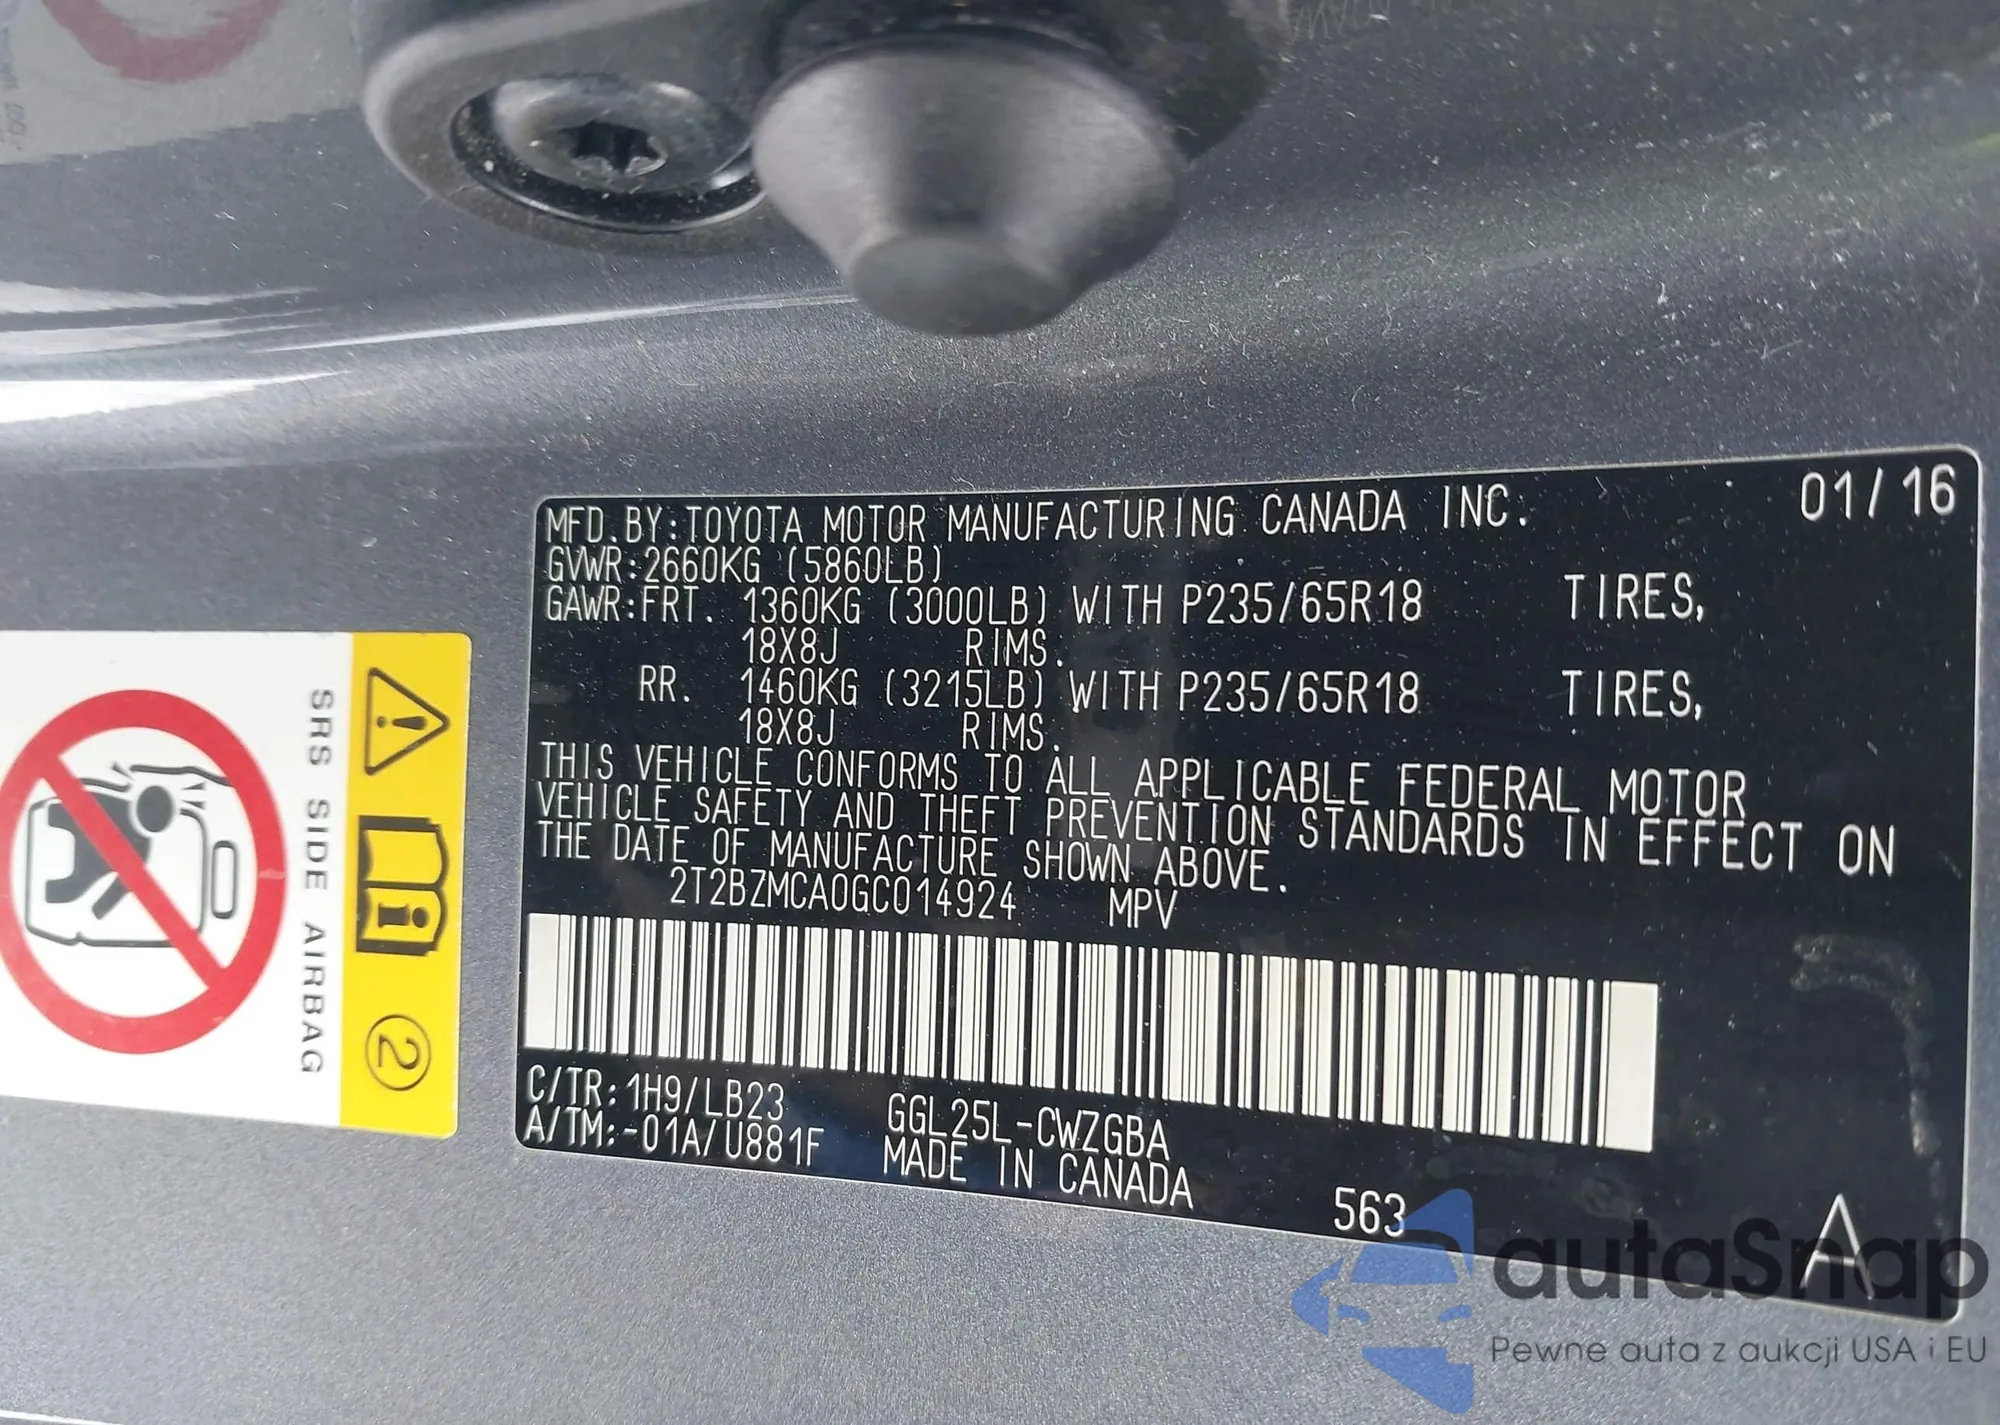 MFD.BY:TOYOTA MOTOR MANUFACTURING CANADA INC. 01/16
GVWR:2660KG (5860LB)
GAWR:FRT. 1360KG (3000LB) WITH P235/65R18 TIRES,
18X8J RIMS.
RR. 1460KG (3215LB) WITH P235/65R18 TIRES,
18X8J RIMS.
THIS VEHICLE CONFORMS TO ALL APPLICABLE FEDERAL MOTOR
VEHICLE SAFETY AND THEFT PREVENTION STANDARDS IN EFFECT ON
THE DATE OF MANUFACTURE SHOWN ABOVE.
2T2BZMCA0GC014924 MPV
C/TR:1H9/LB23 GGL25L-CWZGBA
A/TM:-01A/U881F MADE IN CANADA
563
A
SRS SIDE AIRBAG
2
autaSnap
Pewne auta z aukcji USA i EU